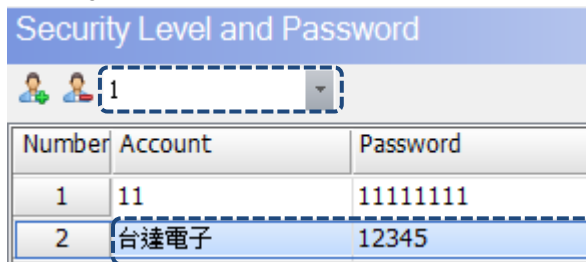 Security Level and Password
1
Number Account Password
1 11 11111111
2 台達電子 12345